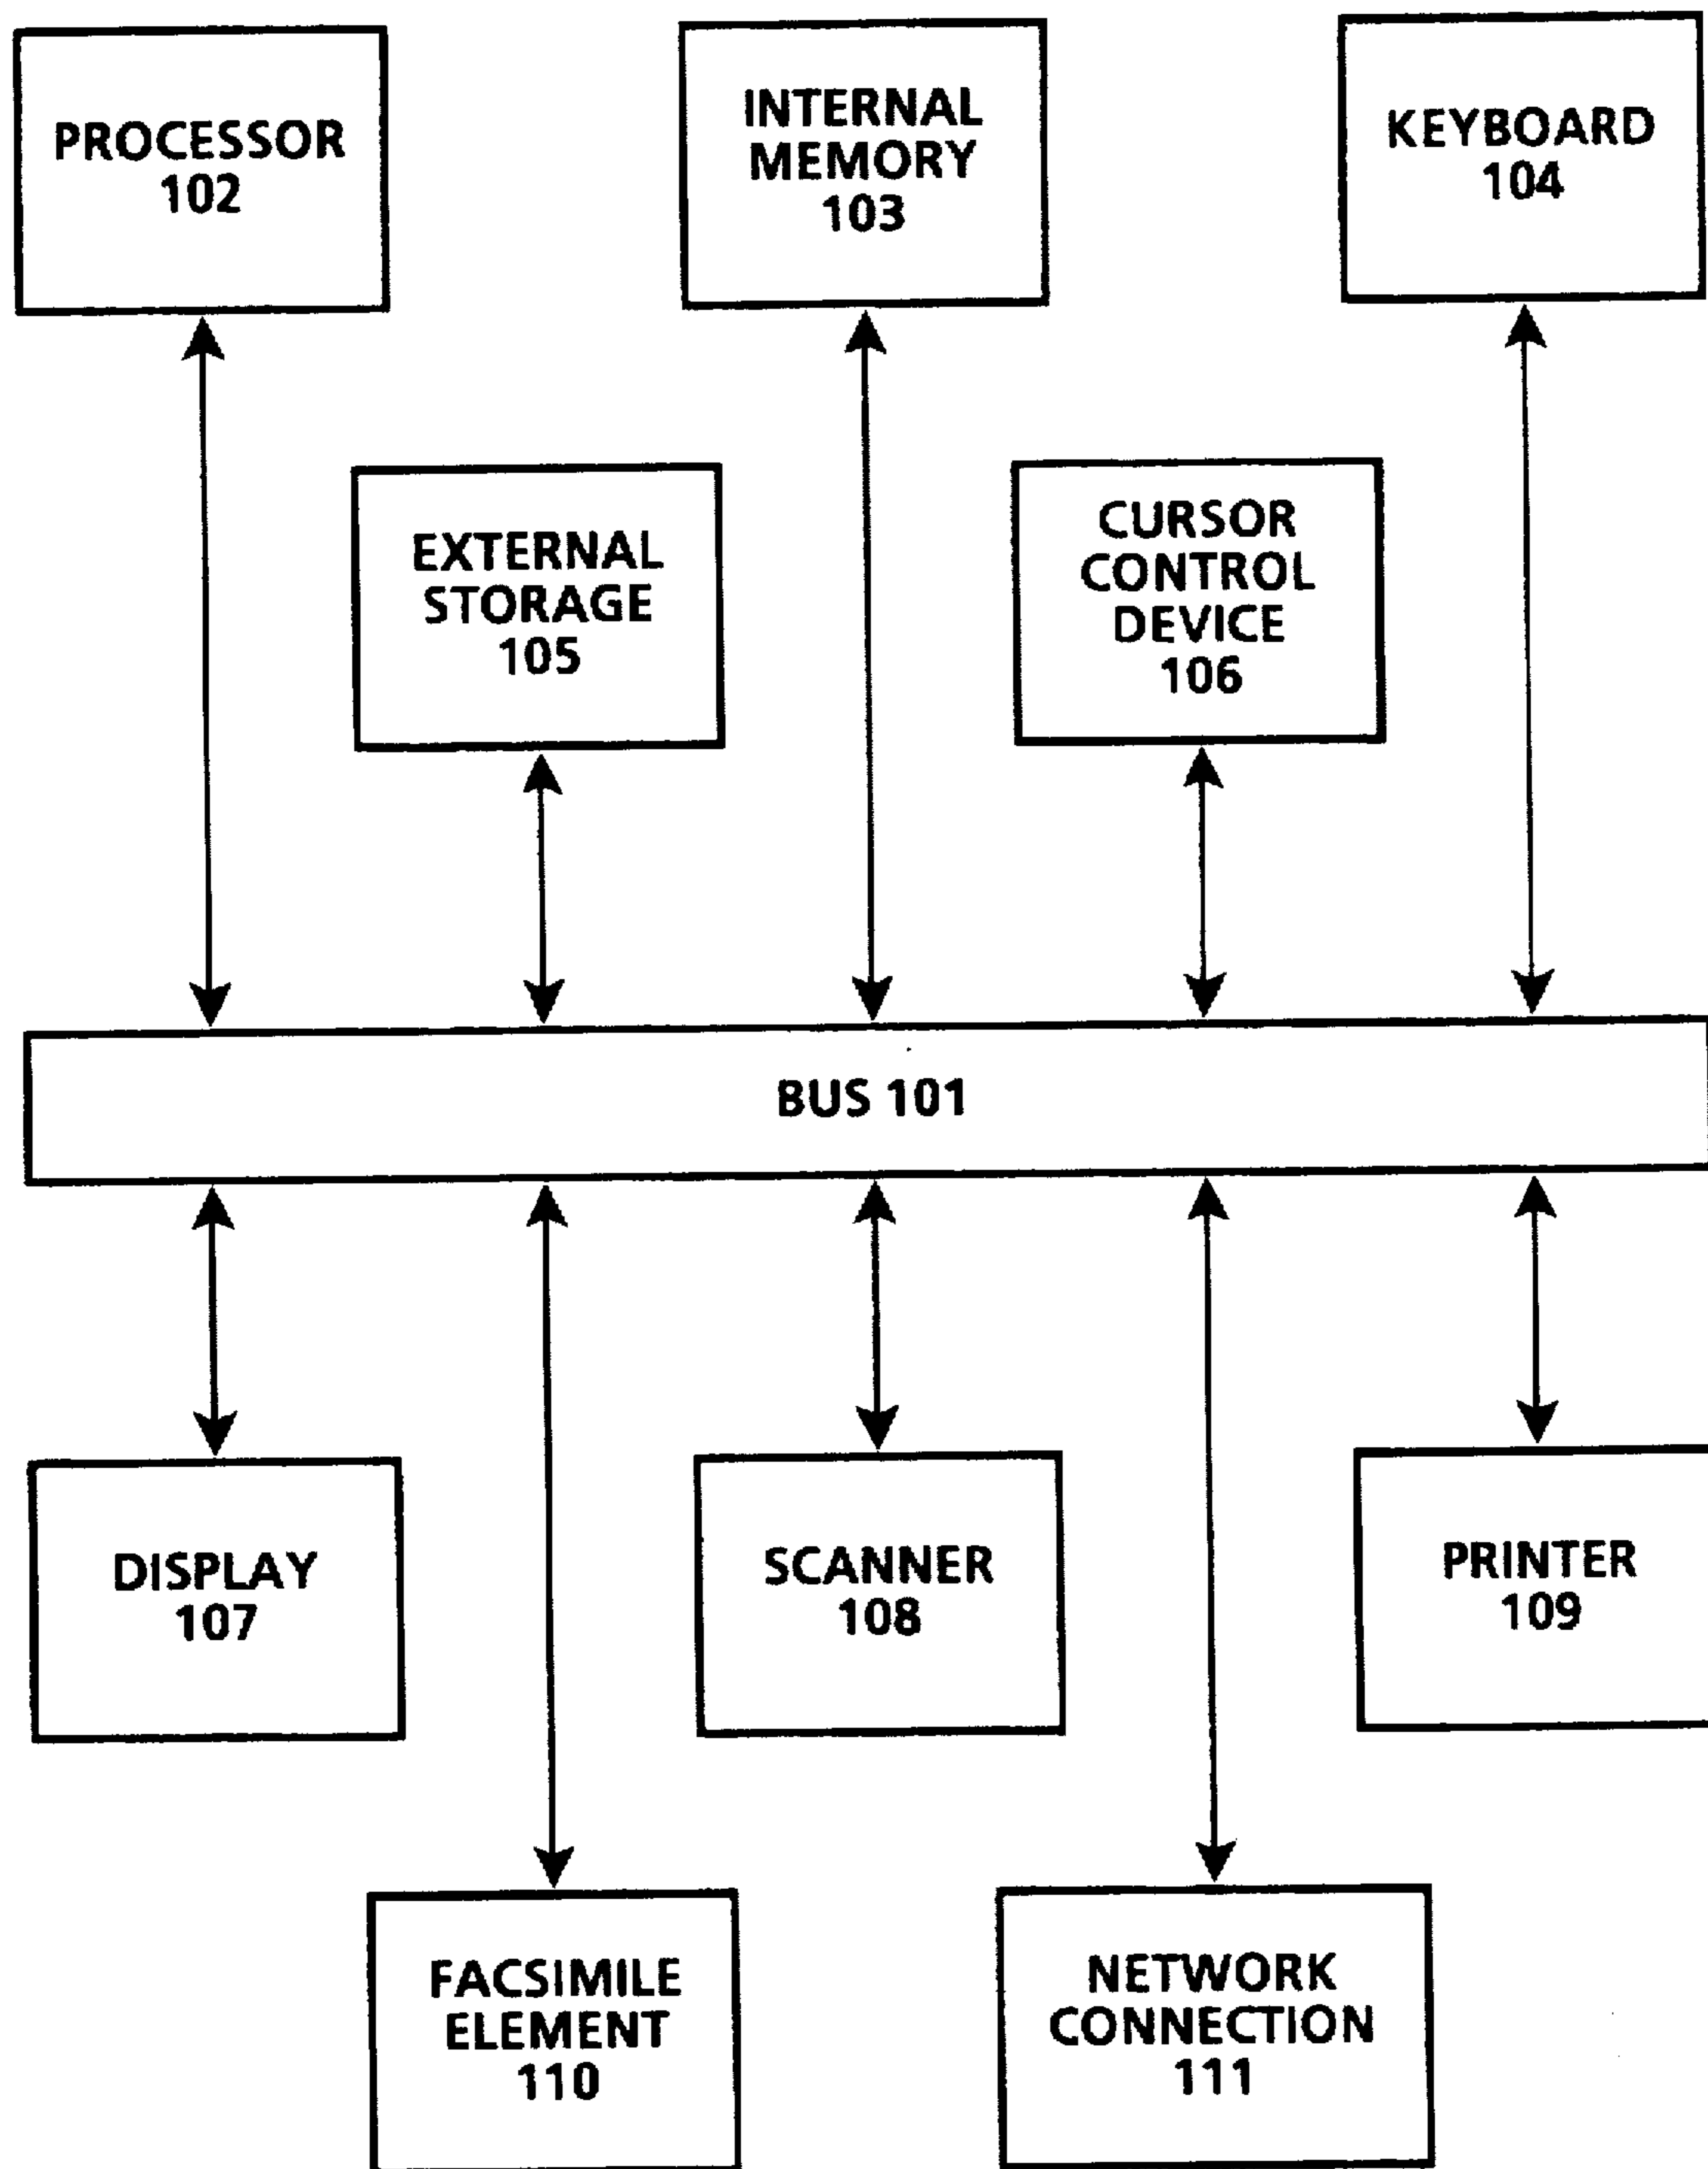 PROCESSOR
102
INTERNAL
MEMORY
103
KEYBOARD
104
EXTERNAL
STORAGE
105
CURSOR
CONTROL
DEVICE
106
BUS 101
DISPLAY
107
SCANNER
108
PRINTER
109
FACSIMILE
ELEMENT
110
NETWORK
CONNECTION
111